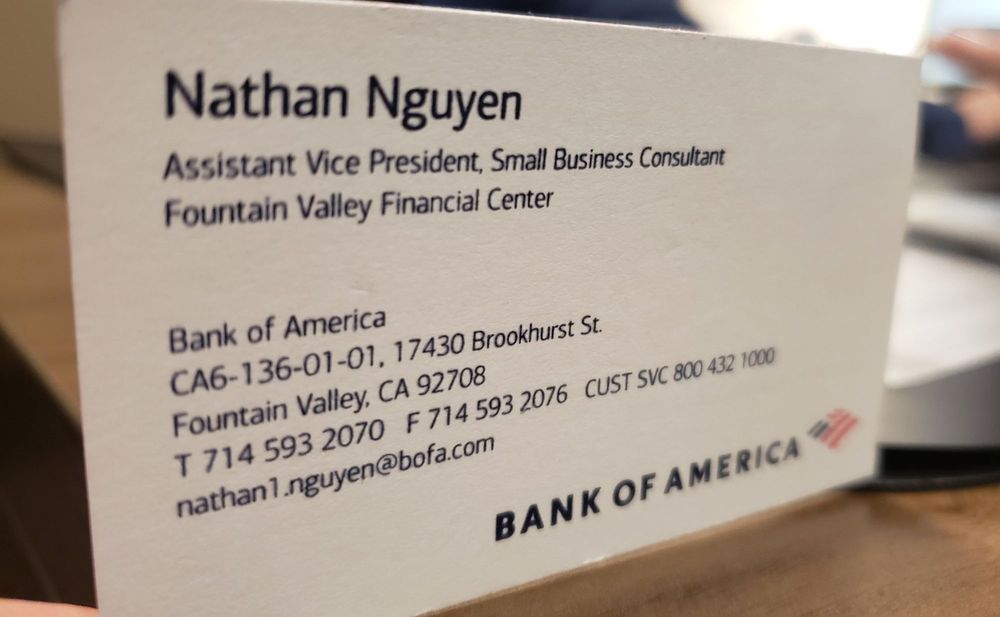 Nathan Nguyen
Assistant Vice President, Small Business Consultant
Fountain Valley Financial Center
Bank of America
CA6-136-01-01, 17430 Brookhurst St.
Fountain Valley, CA 92708
T 714 593 2070 F 714 593 2076 CUST SVC 800 432 1000
nathan1.nguyen@bofa.com
BANK OF AMERICA